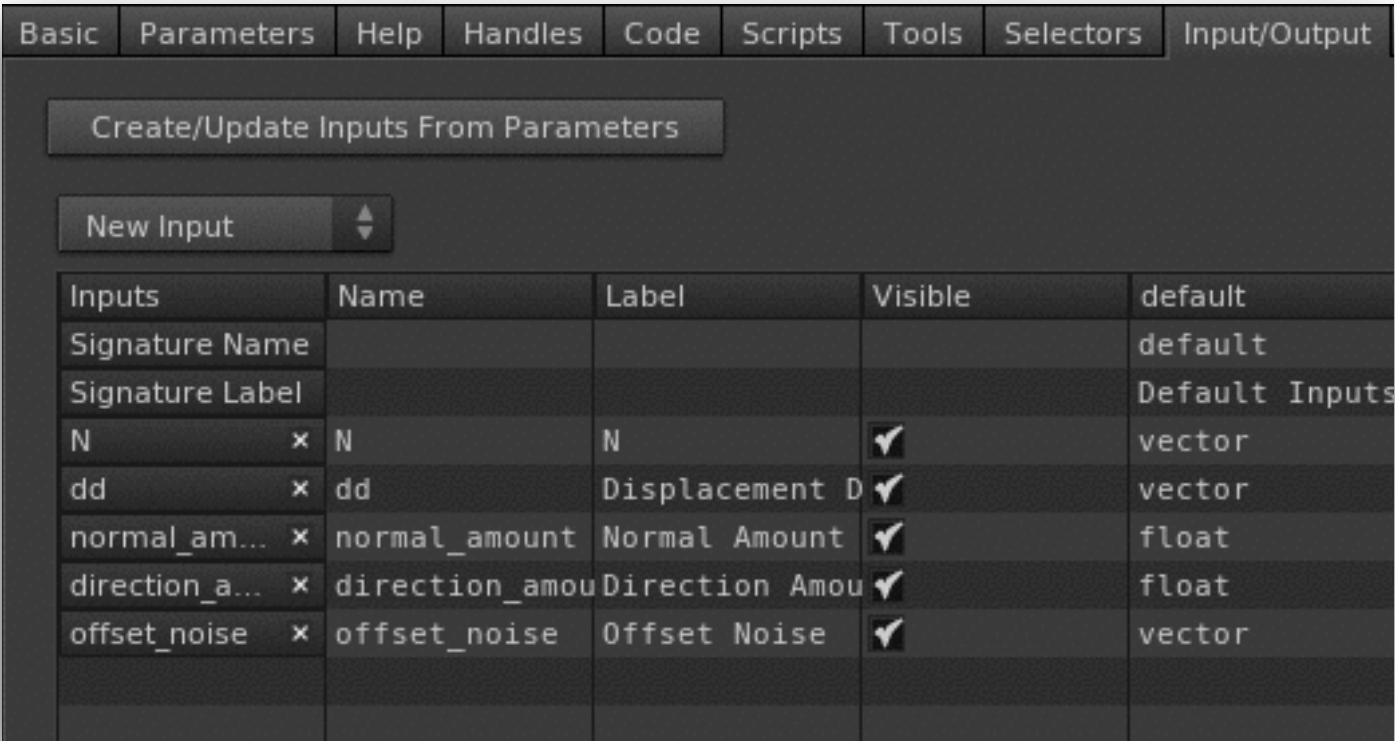 Basic Parameters Help Handles Code Scripts Tools Selectors Input/Output
Create/Update Inputs From Parameters
New Input
Inputs Name Label Visible default
Signature Name default
Signature Label Default Inputs
N N N vector
dd dd Displacement D vector
normal_am... normal_amount Normal Amount float
direction_a... direction_amou Direction Amou float
offset_noise offset_noise Offset Noise vector